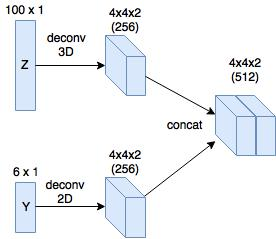 100 x 1
Z
deconv
3D
4x4x2
(256)
4x4x2
(512)
concat
6 x 1
Y
deconv
2D
4x4x2
(256)